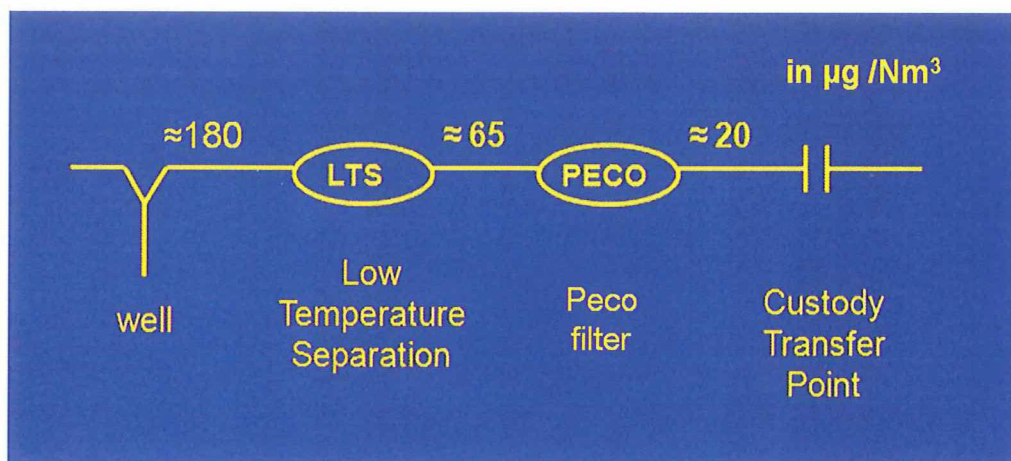 in µg /Nm³
≈180
≈65
≈20
LTS
PECO
well
Low
Temperature
Separation
Peco
filter
Custody
Transfer
Point